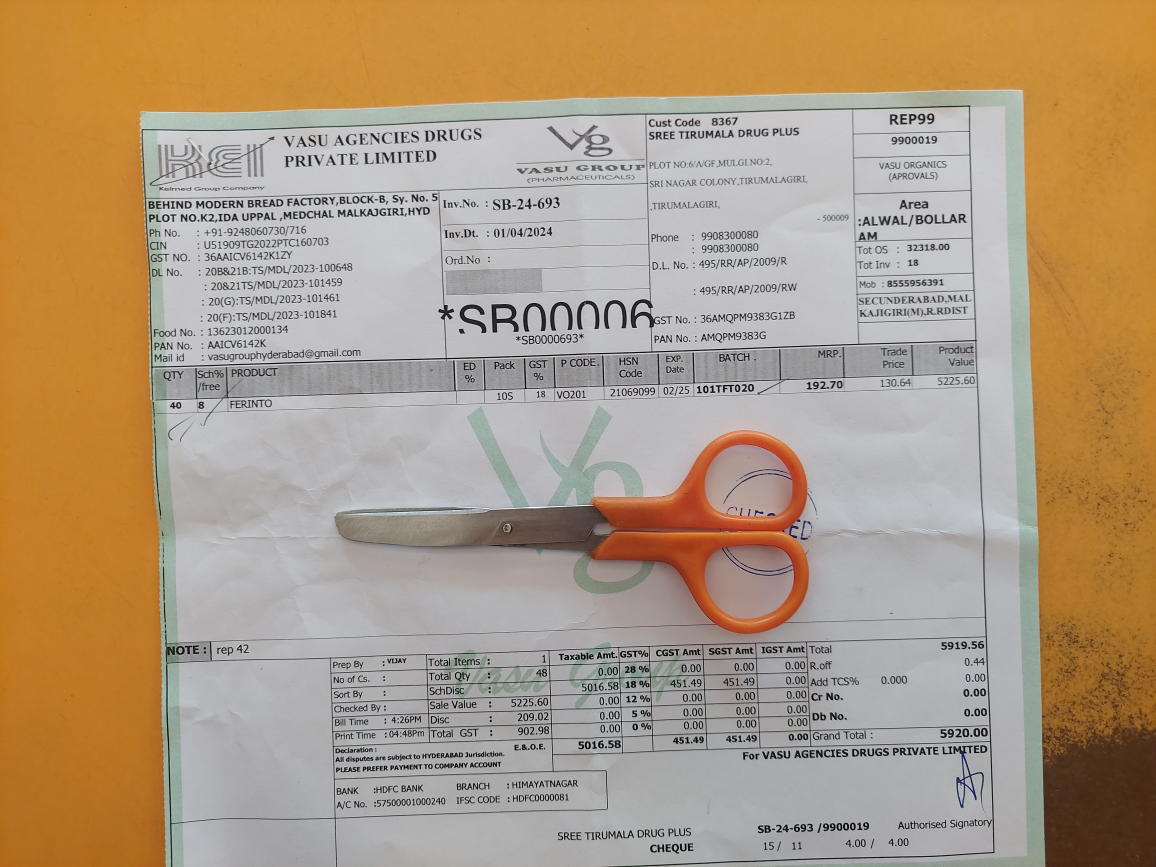 KEI
Kelmed Group Company
VASU AGENCIES DRUGS
PRIVATE LIMITED
Vg
VASU GROUP
(PHARMACEUTICALS)
BEHIND MODERN BREAD FACTORY,BLOCK-B, Sy. No. 5
PLOT NO.K2,IDA UPPAL ,MEDCHAL MALKAJGIRI,HYD
Ph No. : +91-9248060730/716
CIN : U51909TG2022PTC160703
GST NO. : 36AAICV6142K1ZY
DL No. : 20B&21B:TS/MDL/2023-100648
: 20&21B:TS/MDL/2023-101459
: 20(G):TS/MDL/2023-101461
: 20(F):TS/MDL/2023-101841
Food No. : 13623012000134
PAN No. : AAICV6142K
Mail id : vasugrouphyderabad@gmail.com
Inv.No. : SB-24-693
Inv.Dt. : 01/04/2024
Ord.No :
*SB00006
*SB0000693*
Cust Code 8367
SREE TIRUMALA DRUG PLUS
PLOT NO:6/A/GF,MULGI.NO:2,
SRI NAGAR COLONY,TIRUMALAGIRI,
,TIRUMALAGIRI,
- 500009
Phone : 9908300080
: 9908300080
D.L. No. : 495/RR/AP/2009/R
: 495/RR/AP/2009/RW
GST No. : 36AMQPM9383G1ZB
PAN No. : AMQPM9383G
REP99
9900019
VASU ORGANICS
(APROVALS)
Area
:ALWAL/BOLLAR
AM
Tot OS : 32318.00
Tot Inv : 18
Mob : 8555956391
SECUNDERABAD,MAL
KAJIGIRI(M),R.RDIST
QTY Sch% /free PRODUCT ED % Pack GST % P CODE. HSN Code EXP. Date BATCH . MRP. Trade Price Product Value
40 8 FERINTO 10S 18 VO201 21069099 02/25 101TFT020 192.70 130.64 5225.60
Vg
CHECKED
Vasu Group
NOTE : rep 42
Prep By : VIJAY
No of Cs. :
Sort By :
Checked By :
Bill Time : 4:26PM
Print Time : :04:48Pm
Total Items : 1
Total Qty : 48
SchDisc :
Sale Value : 5225.60
Disc : 209.02
Total GST : 902.98
Taxable Amt. GST% CGST Amt SGST Amt IGST Amt
0.00 28 % 0.00 0.00 0.00
5016.58 18 % 451.49 451.49 0.00
0.00 12 % 0.00 0.00 0.00
0.00 5 % 0.00 0.00 0.00
0.00 0 % 0.00 0.00 0.00
5016.58 451.49 451.49 0.00
Total 5919.56
R.off 0.44
Add TCS% 0.000 0.00
Cr No. 0.00
Db No. 0.00
Grand Total : 5920.00
Declaration : E.&.O.E.
All disputes are subject to HYDERABAD Jurisdiction.
PLEASE PREFER PAYMENT TO COMPANY ACCOUNT
For VASU AGENCIES DRUGS PRIVATE LIMTED
BANK :HDFC BANK BRANCH : HIMAYATNAGAR
A/C No. :57500001000240 IFSC CODE : HDFC0000081
SREE TIRUMALA DRUG PLUS
CHEQUE
SB-24-693 /9900019 Authorised Signatory
15 / 11 4.00 / 4.00